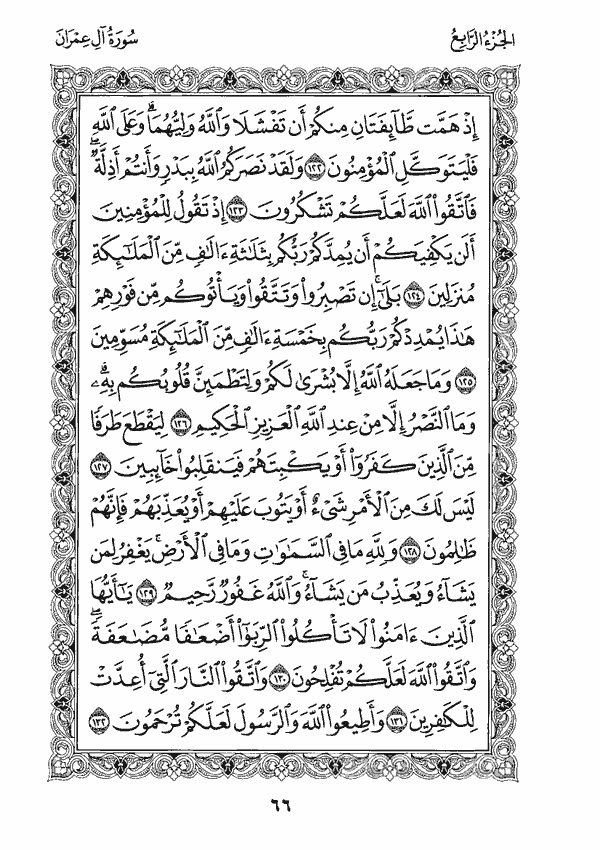 الجُزْءُ الرَّابِعُ
سُورَةُ آلِ عِمْرَانَ
إِذْ هَمَّت طَّآئِفَتَانِ مِنكُمْ أَن تَفْشَلَا وَٱللَّهُ وَلِيُّهُمَا ۗ وَعَلَى ٱللَّهِ
فَلْيَتَوَكَّلِ ٱلْمُؤْمِنُونَ ١٢٢ وَلَقَدْ نَصَرَكُمُ ٱللَّهُ بِبَدْرٍ وَأَنتُمْ أَذِلَّةٌ ۖ
فَٱتَّقُوا۟ ٱللَّهَ لَعَلَّكُمْ تَشْكُرُونَ ١٢٣ إِذْ تَقُولُ لِلْمُؤْمِنِينَ
أَلَن يَكْفِيَكُمْ أَن يُمِدَّكُمْ رَبُّكُم بِثَلَـٰثَةِ ءَالَـٰفٍ مِّنَ ٱلْمَلَـٰٓئِكَةِ
مُنزَلِينَ ١٢٤ بَلَىٰٓ ۚ إِن تَصْبِرُوا۟ وَتَتَّقُوا۟ وَيَأْتُوكُم مِّن فَوْرِهِمْ
هَـٰذَا يُمْدِدْكُمْ رَبُّكُم بِخَمْسَةِ ءَالَـٰفٍ مِّنَ ٱلْمَلَـٰٓئِكَةِ مُسَوِّمِينَ
١٢٥ وَمَا جَعَلَهُ ٱللَّهُ إِلَّا بُشْرَىٰ لَكُمْ وَلِتَطْمَئِنَّ قُلُوبُكُم بِهِۦ ۗ
وَمَا ٱلنَّصْرُ إِلَّا مِنْ عِندِ ٱللَّهِ ٱلْعَزِيزِ ٱلْحَكِيمِ ١٢٦ لِيَقْطَعَ طَرَفًا
مِّنَ ٱلَّذِينَ كَفَرُوٓا۟ أَوْ يَكْبِتَهُمْ فَيَنقَلِبُوا۟ خَآئِبِينَ ١٢٧
لَيْسَ لَكَ مِنَ ٱلْأَمْرِ شَىْءٌ أَوْ يَتُوبَ عَلَيْهِمْ أَوْ يُعَذِّبَهُمْ فَإِنَّهُمْ
ظَـٰلِمُونَ ١٢٨ وَلِلَّهِ مَا فِى ٱلسَّمَـٰوَٰتِ وَمَا فِى ٱلْأَرْضِ ۚ يَغْفِرُ لِمَن
يَشَآءُ وَيُعَذِّبُ مَن يَشَآءُ ۚ وَٱللَّهُ غَفُورٌ رَّحِيمٌ ١٢٩ يَـٰٓأَيُّهَا
ٱلَّذِينَ ءَامَنُوا۟ لَا تَأْكُلُوا۟ ٱلرِّبَوٰٓا۟ أَضْعَـٰفًا مُّضَـٰعَفَةً ۖ
وَٱتَّقُوا۟ ٱللَّهَ لَعَلَّكُمْ تُفْلِحُونَ ١٣٠ وَٱتَّقُوا۟ ٱلنَّارَ ٱلَّتِىٓ أُعِدَّتْ
لِلْكَـٰفِرِينَ ١٣١ وَأَطِيعُوا۟ ٱللَّهَ وَٱلرَّسُولَ لَعَلَّكُمْ تُرْحَمُونَ ١٣٢
٦٦